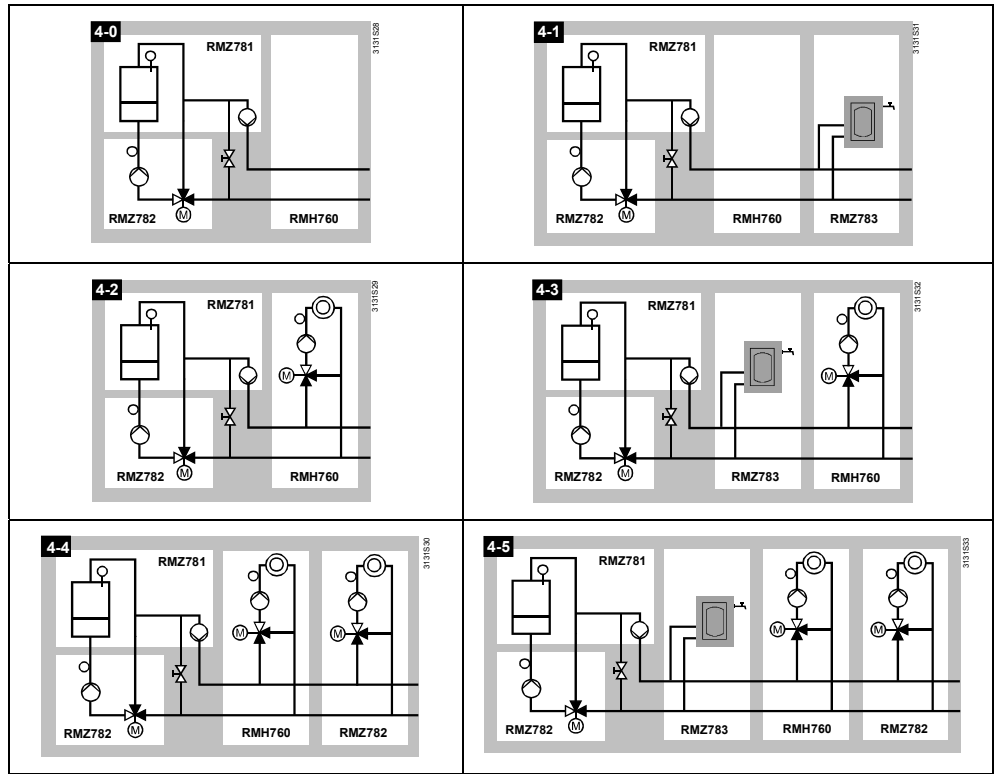 4-0
RMZ781
3131S28
M
RMZ782
RMH760
4-1
RMZ781
3131S31
M
RMZ782
RMH760
RMZ783
4-2
RMZ781
3131S29
M
M
RMZ782
RMH760
4-3
RMZ781
3131S32
M
M
RMZ782
RMZ783
RMH760
4-4
RMZ781
3131S30
M
M
M
RMZ782
RMH760
RMZ782
4-5
RMZ781
3131S33
M
M
M
RMZ782
RMZ783
RMH760
RMZ782